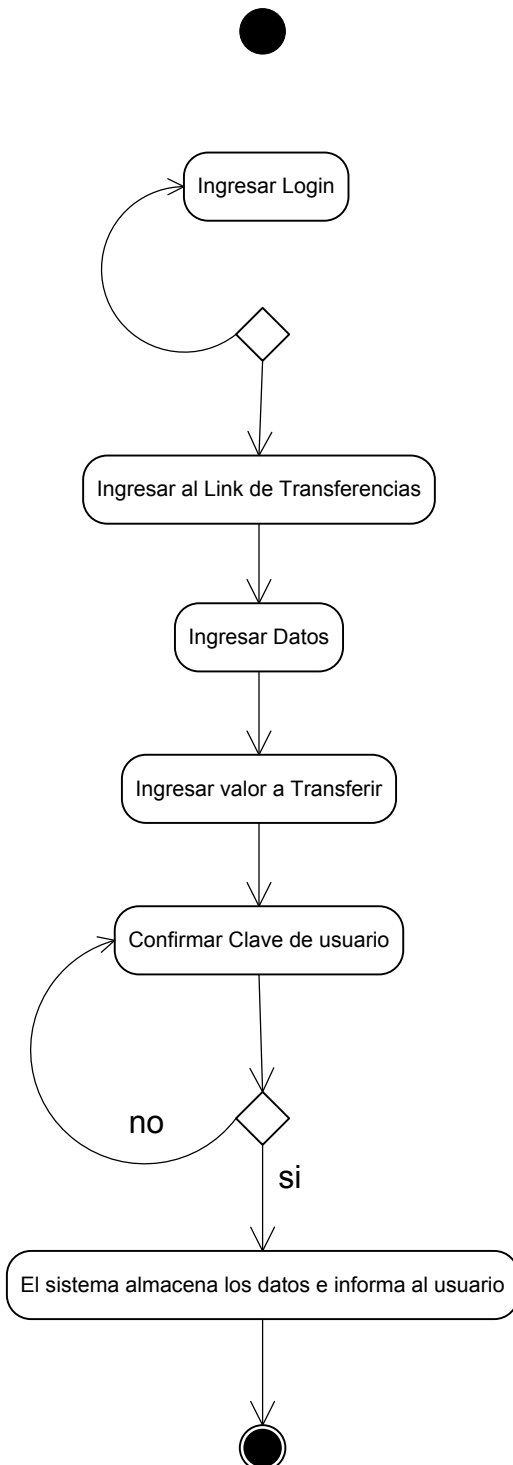 Ingresar Login
Ingresar al Link de Transferencias
Ingresar Datos
Ingresar valor a Transferir
Confirmar Clave de usuario
no
si
El sistema almacena los datos e informa al usuario